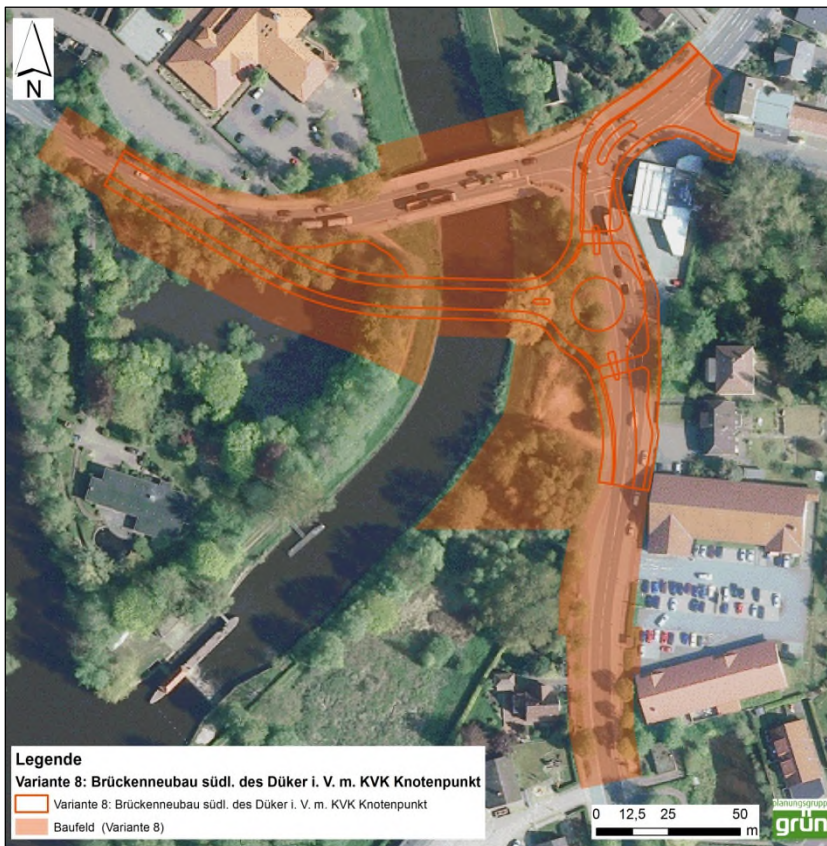 N
Legende
Variante 8: Brückenneubau südl. des Düker i. V. m. KVK Knotenpunkt
Variante 8: Brückenneubau südl. des Düker i. V. m. KVK Knotenpunkt
Baufeld (Variante 8)
0 12,5 25 50
m
planungsgruppe
grün